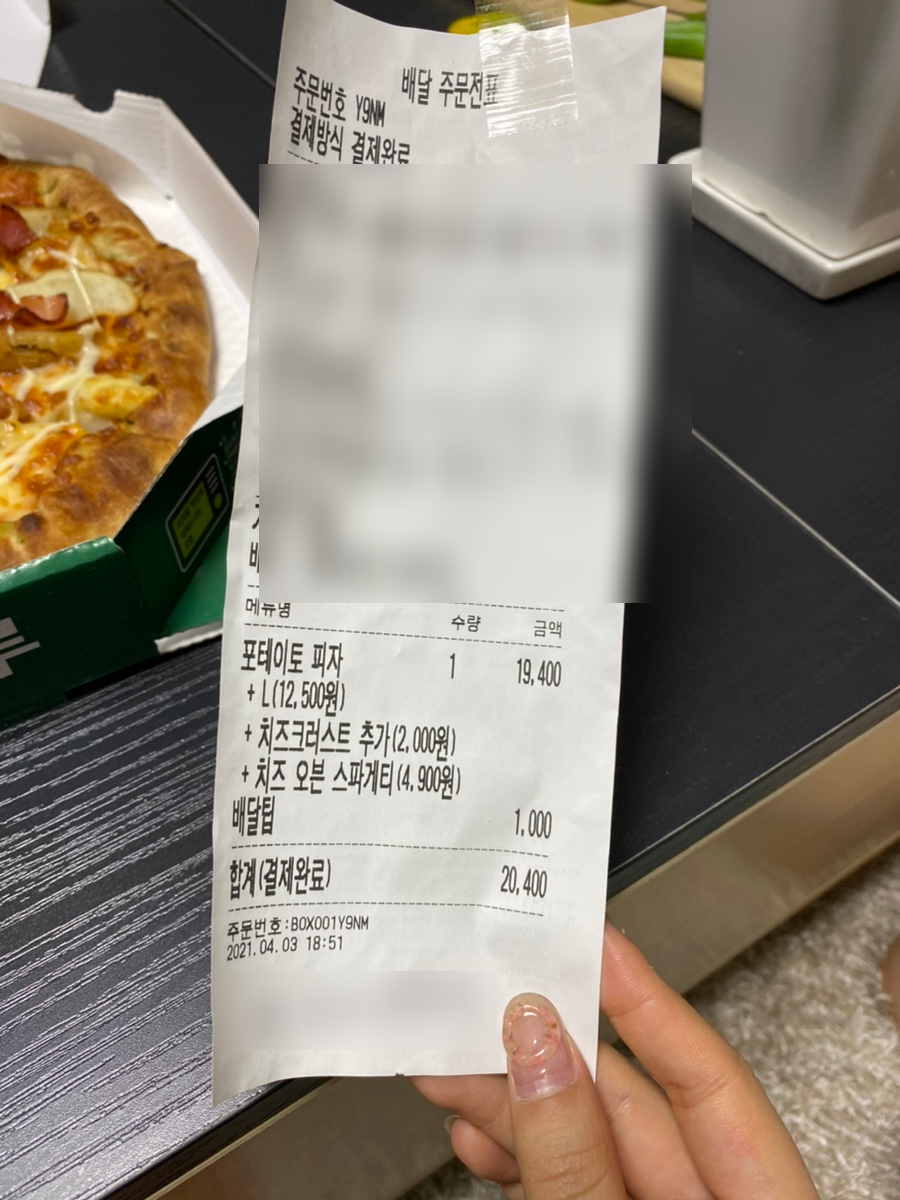 배달 주문전표
주문번호 Y9NM
결제방식 결제완료
메뉴명 수량 금액
포테이토 피자 1 19,400
+ L(12,500원)
+ 치즈크러스트 추가(2,000원)
+ 치즈 오븐 스파게티(4,900원)
배달팁 1,000
합계(결제완료) 20,400
주문번호:BOX001Y9NM
2021.04.03 18:51